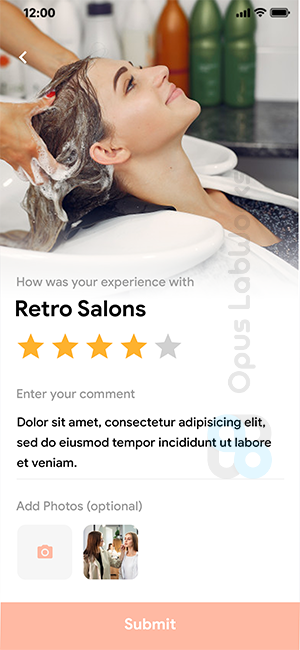 12:00
How was your experience with
Retro Salons
Enter your comment
Dolor sit amet, consectetur adipisicing elit,
sed do eiusmod tempor incididunt ut labore
et veniam.
Add Photos (optional)
Submit
Opus Labworks